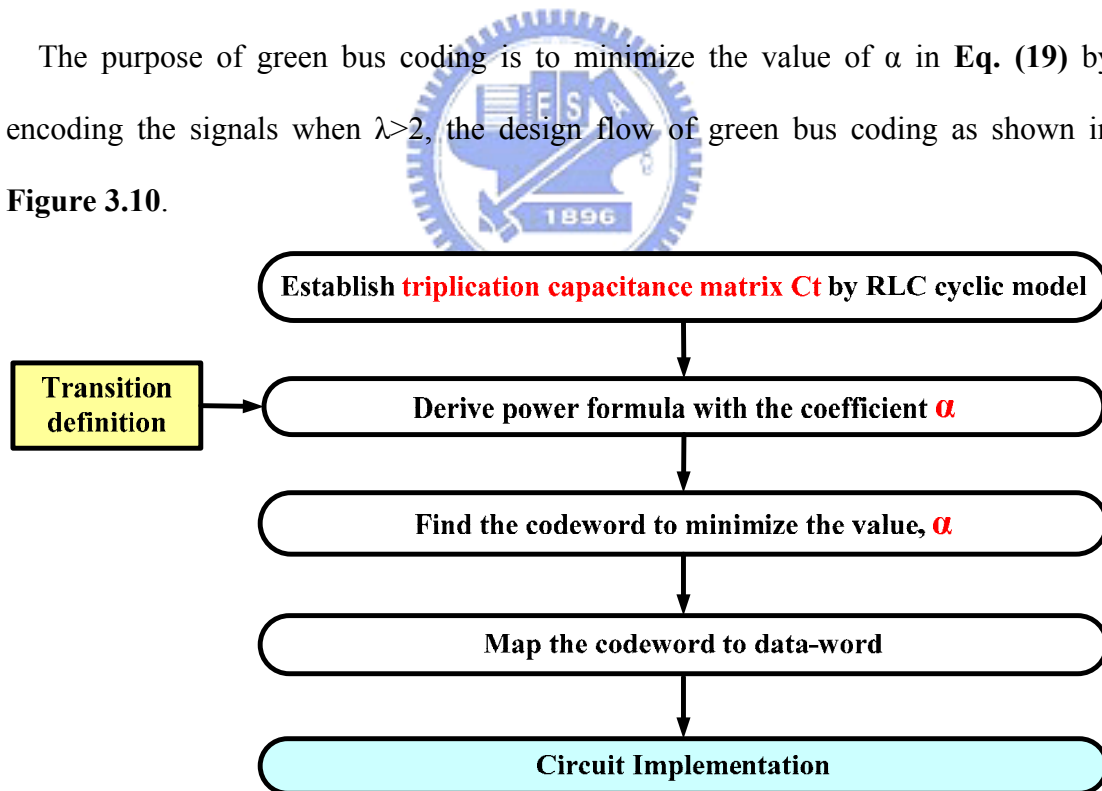 The purpose of green bus coding is to minimize the value of α in Eq. (19) by
encoding the signals when λ>2, the design flow of green bus coding as shown in
Figure 3.10.
E S A
1896
Establish triplication capacitance matrix Ct by RLC cyclic model
Transition
definition
Derive power formula with the coefficient α
Find the codeword to minimize the value, α
Map the codeword to data-word
Circuit Implementation